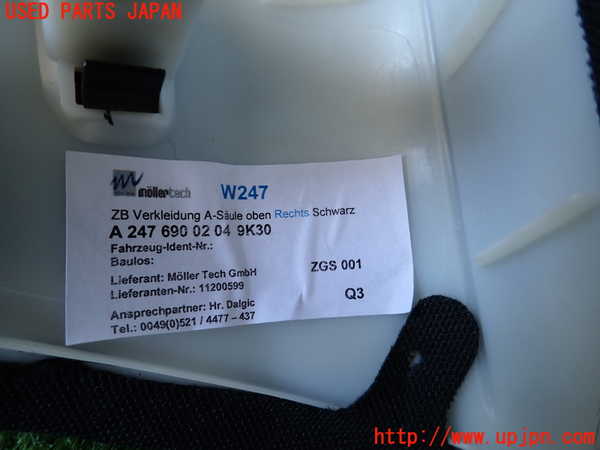 USED PARTS JAPAN
möllertech W247
ZB Verkleidung A-Säule oben Rechts Schwarz
A 247 690 02 04 9K30
Fahrzeug-Ident-Nr.:
Baulos:
ZGS 001
Lieferant: Möller Tech GmbH
Lieferanten-Nr.: 11200599
Q3
Ansprechpartner: Hr. Dalgic
Tel.: 0049(0)521 / 4477-437
http://www.upjpn.com/